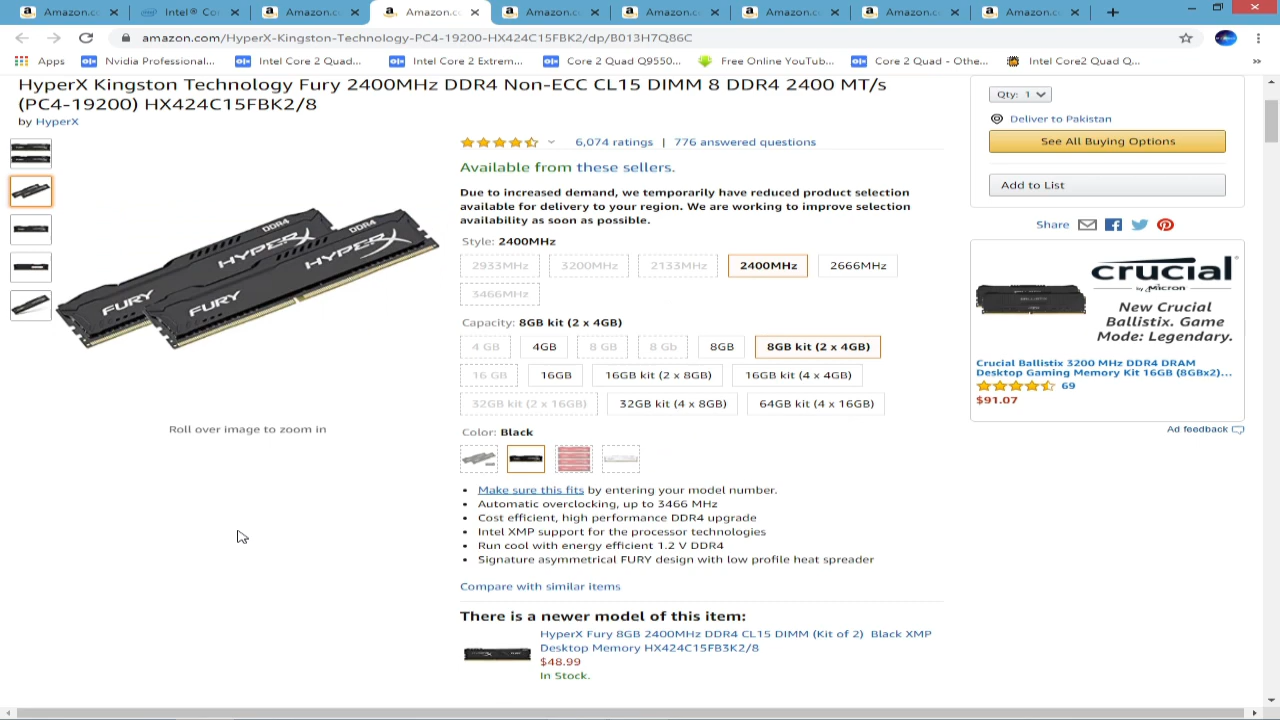 Amazon.c
Intel® Co
Amazon.c
Amazon.c
Amazon.c
Amazon.c
Amazon.c
Amazon.c
Amazon.c
amazon.com/HyperX-Kingston-Technology-PC4-19200-HX424C15FBK2/dp/B013H7Q86C
Apps
Nvidia Professional...
Intel Core 2 Quad...
Intel Core 2 Extrem...
Core 2 Quad Q9550...
Free Online YouTub...
Core 2 Quad - Othe...
Intel Core2 Quad Q...
»
HyperX Kingston Technology Fury 2400MHz DDR4 Non-ECC CL15 DIMM 8 DDR4 2400 MT/s
(PC4-19200) HX424C15FBK2/8
by HyperX
6,074 ratings | 776 answered questions
Available from these sellers.
Due to increased demand, we temporarily have reduced product selection
available for delivery to your region. We are working to improve selection
availability as soon as possible.
Style: 2400MHz
2933MHz
3200MHz
2133MHz
2400MHz
2666MHz
3466MHz
Capacity: 8GB kit (2 x 4GB)
4 GB
4GB
8 GB
8 Gb
8GB
8GB kit (2 x 4GB)
16 GB
16GB
16GB kit (2 x 8GB)
16GB kit (4 x 4GB)
32GB kit (2 x 16GB)
32GB kit (4 x 8GB)
64GB kit (4 x 16GB)
Color: Black
DDR4
HYPERX
FURY
DDR4
HYPERX
FURY
Roll over image to zoom in
• Make sure this fits by entering your model number.
• Automatic overclocking, up to 3466 MHz
• Cost efficient, high performance DDR4 upgrade
• Intel XMP support for the processor technologies
• Run cool with energy efficient 1.2 V DDR4
• Signature asymmetrical FURY design with low profile heat spreader
Compare with similar items
There is a newer model of this item:
HyperX Fury 8GB 2400MHz DDR4 CL15 DIMM (Kit of 2) Black XMP
Desktop Memory HX424C15FB3K2/8
$48.99
In Stock.
Qty: 1
Deliver to Pakistan
See All Buying Options
Add to List
Share
crucial
by Micron
BALLISTIX
New Crucial
Ballistix. Game
Mode: Legendary.
Crucial Ballistix 3200 MHz DDR4 DRAM
Desktop Gaming Memory Kit 16GB (8GBx2)...
69
$91.07
Ad feedback